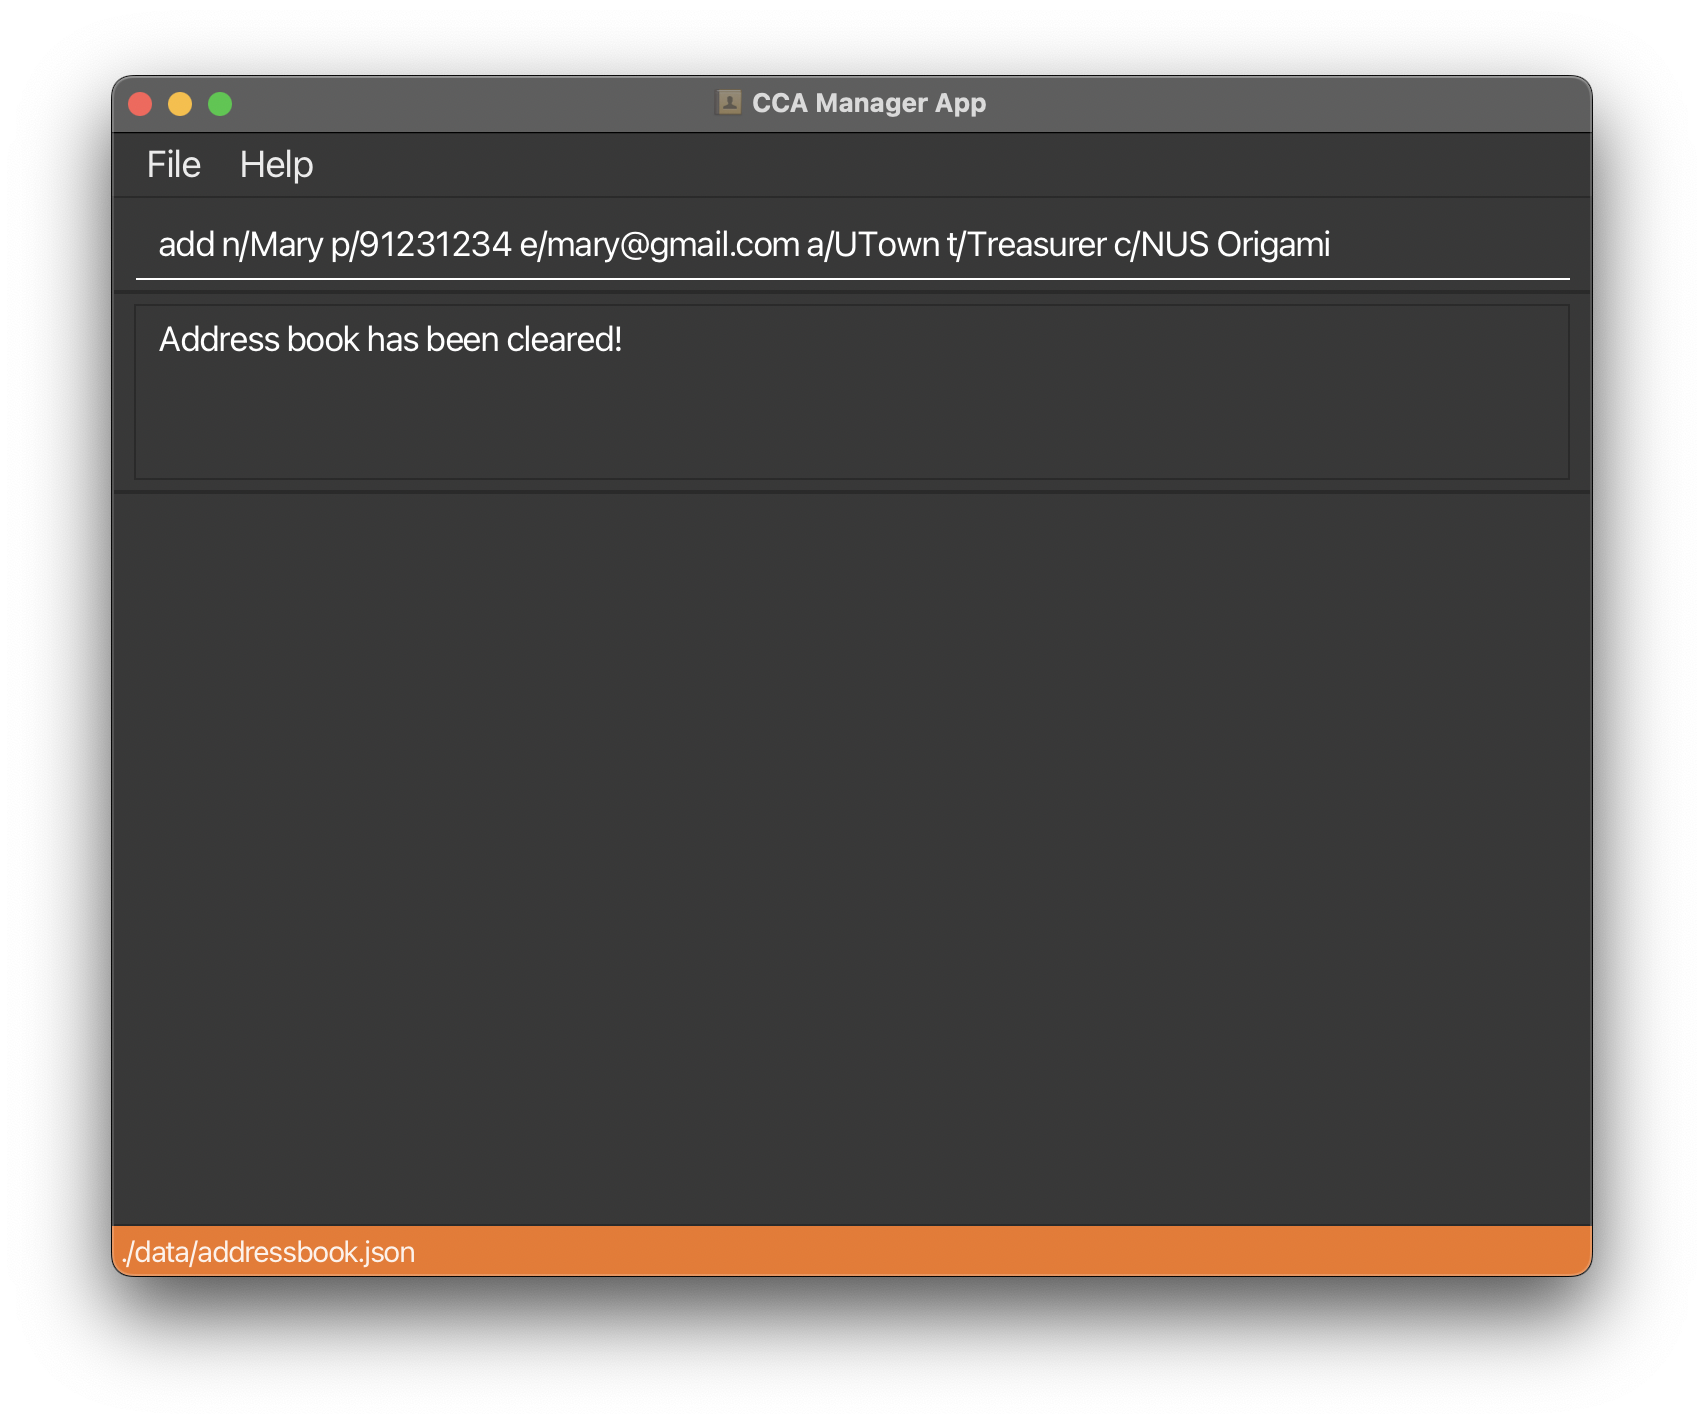 CCA Manager App
File Help
add n/Mary p/91231234 e/mary@gmail.com a/UTown t/Treasurer c/NUS Origami
Address book has been cleared!
./data/addressbook.json